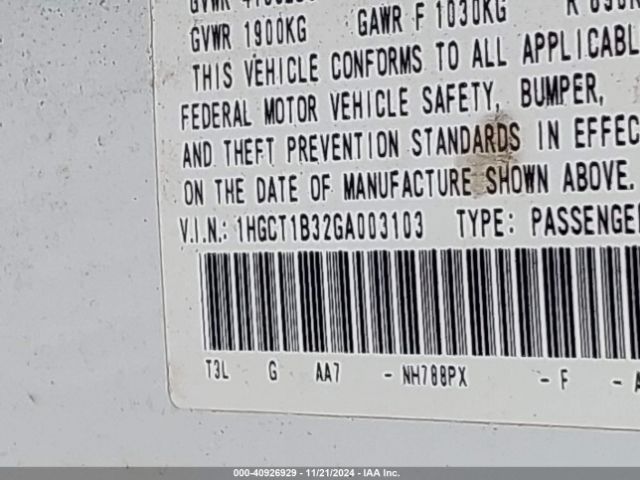 GVWR 1900KG GAWR F 1030KG R
THIS VEHICLE CONFORMS TO ALL APPLICABLE
FEDERAL MOTOR VEHICLE SAFETY, BUMPER,
AND THEFT PREVENTION STANDARDS IN EFFEC
ON THE DATE OF MANUFACTURE SHOWN ABOVE.
V.I.N.: 1HGCT1B32GA003103 TYPE: PASSENGE
T3L G AA7 - NH788PX - F - A
000-40926929 - 11/21/2024 - IAA Inc.